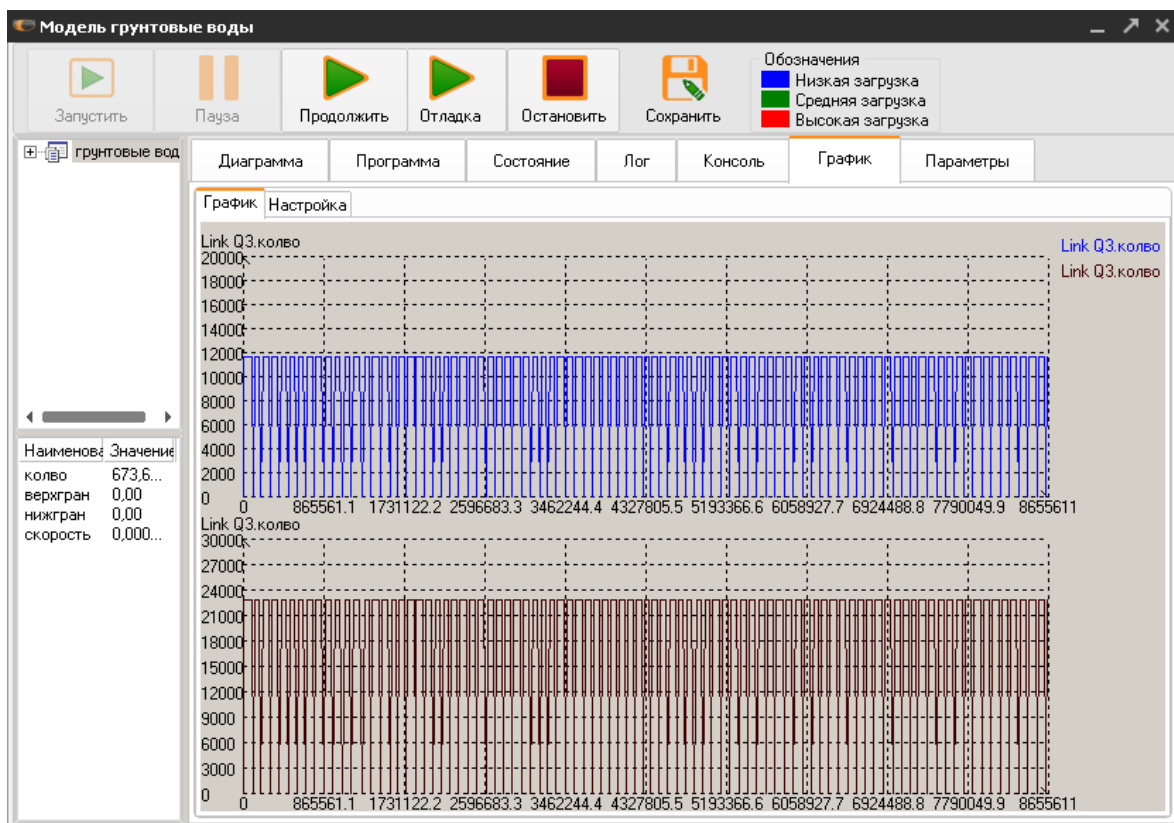 Модель грунтовые воды
Запустить
Пауза
Продолжить
Отладка
Остановить
Сохранить
Обозначения
Низкая загрузка
Средняя загрузка
Высокая загрузка
грунтовые вод
Диаграмма Программа Состояние Лог Консоль График Параметры
График Настройка
Наименова Значение
колво 673,6...
верхгран 0,00
нижгран 0,00
скорость 0,000...
Link Q3.колво
20000
18000
16000
14000
12000
10000
8000
6000
4000
2000
0
0 865561.1 1731122.2 2596683.3 3462244.4 4327805.5 5193366.6 6058927.7 6924488.8 7790049.9 8655611
Link Q3.колво
Link Q3.колво
Link Q3.колво
30000
27000
24000
21000
18000
15000
12000
9000
6000
3000
0
0 865561.1 1731122.2 2596683.3 3462244.4 4327805.5 5193366.6 6058927.7 6924488.8 7790049.9 8655611